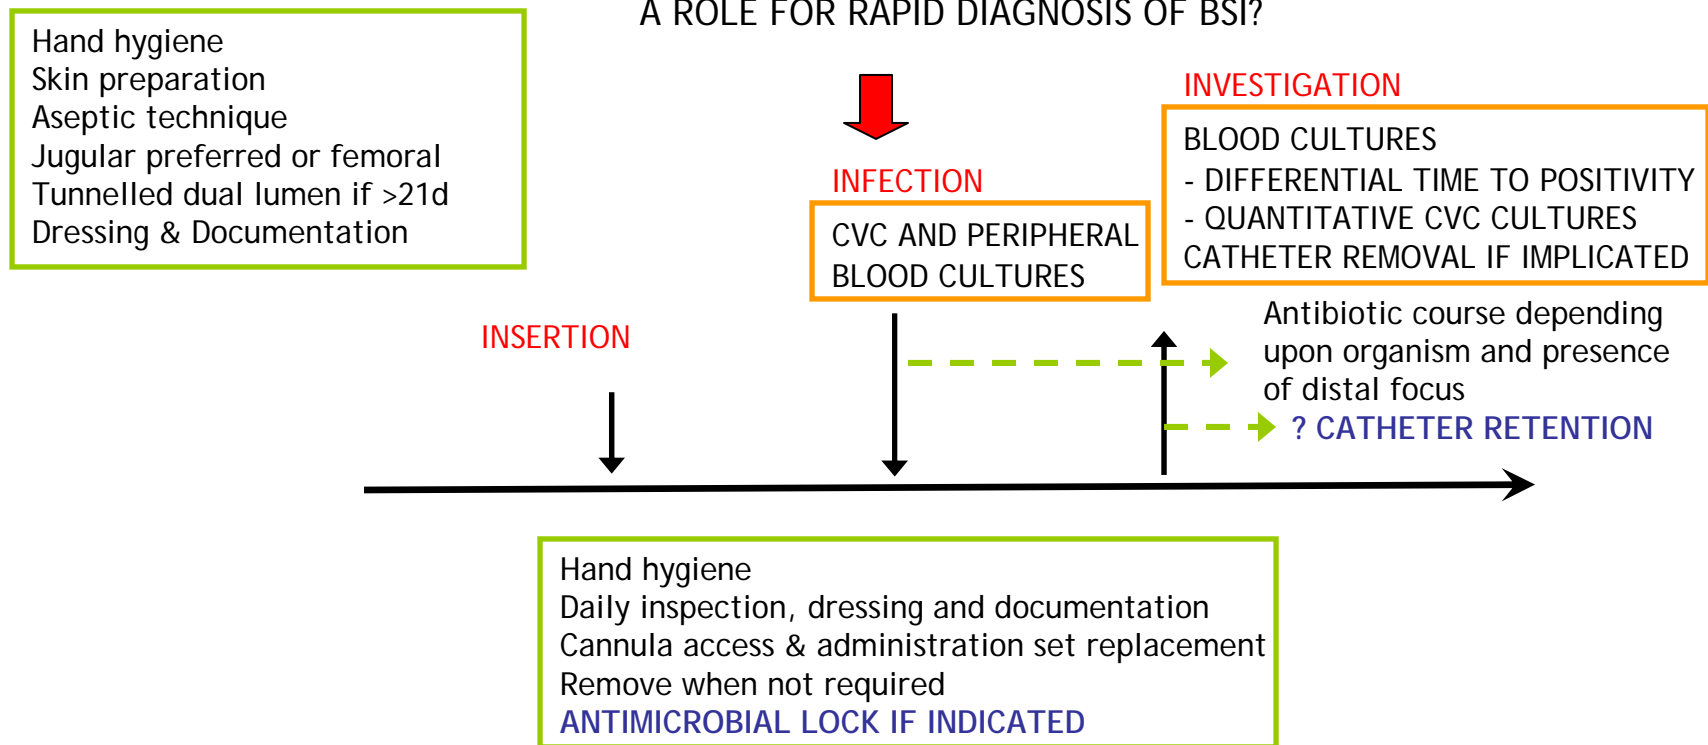 A ROLE FOR RAPID DIAGNOSIS OF BSI?
Hand hygiene
Skin preparation
Aseptic technique
Jugular preferred or femoral
Tunnelled dual lumen if >21d
Dressing & Documentation
INSERTION
INFECTION
CVC AND PERIPHERAL
BLOOD CULTURES
INVESTIGATION
BLOOD CULTURES
- DIFFERENTIAL TIME TO POSITIVITY
- QUANTITATIVE CVC CULTURES
CATHETER REMOVAL IF IMPLICATED
Antibiotic course depending
upon organism and presence
of distal focus
? CATHETER RETENTION
Hand hygiene
Daily inspection, dressing and documentation
Cannula access & administration set replacement
Remove when not required
ANTIMICROBIAL LOCK IF INDICATED